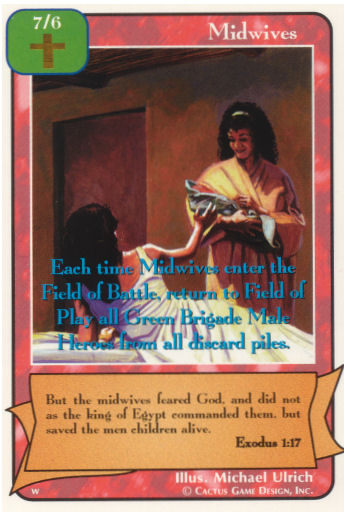 7/6
Midwives
Each time Midwives enter the
Field of Battle, return to Field of
Play all Green Brigade Male
Heroes from all discard piles.
But the midwives feared God, and did not
as the king of Egypt commanded them, but
saved the men children alive.
Exodus 1:17
Illus. Michael Ulrich
W
© Cactus Game Design, Inc.